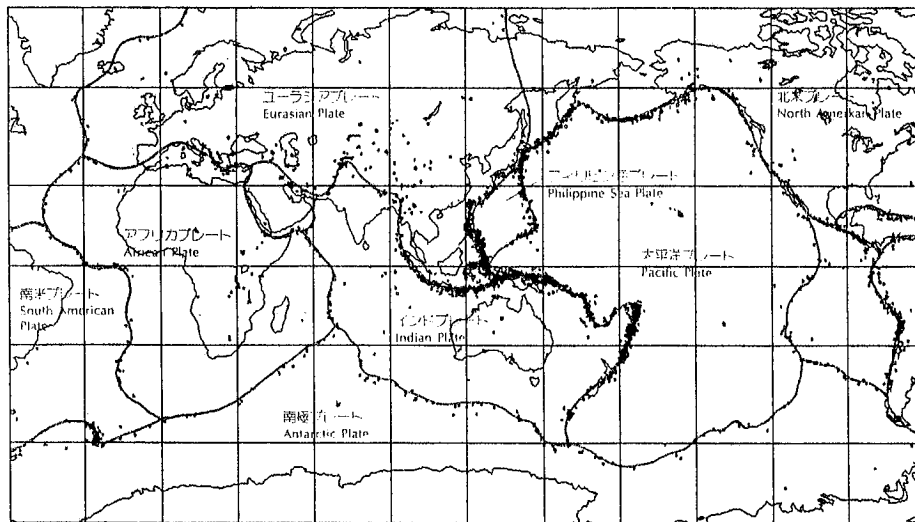 ユーラシアプレート
Eurasian Plate
北米プレート
North American Plate
フィリピン海プレート
Philippine Sea Plate
アフリカプレート
African Plate
太平洋プレート
Pacific Plate
南米プレート
South American
Plate
インドプレート
Indian Plate
南極プレート
Antarctic Plate